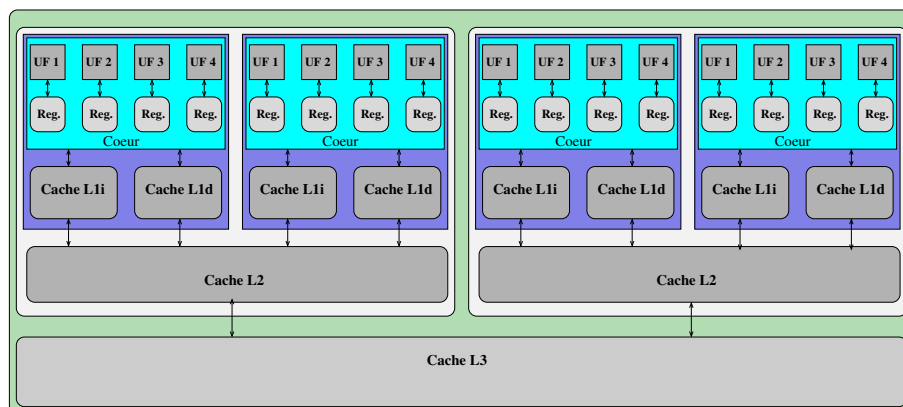 UF 1 UF 2 UF 3 UF 4 UF 1 UF 2 UF 3 UF 4 UF 1 UF 2 UF 3 UF 4 UF 1 UF 2 UF 3 UF 4
Reg. Reg. Reg. Reg. Reg. Reg. Reg. Reg. Reg. Reg. Reg. Reg. Reg. Reg. Reg. Reg.
Coeur Coeur Coeur Coeur
Cache L1i Cache L1d Cache L1i Cache L1d Cache L1i Cache L1d Cache L1i Cache L1d
Cache L2 Cache L2
Cache L3